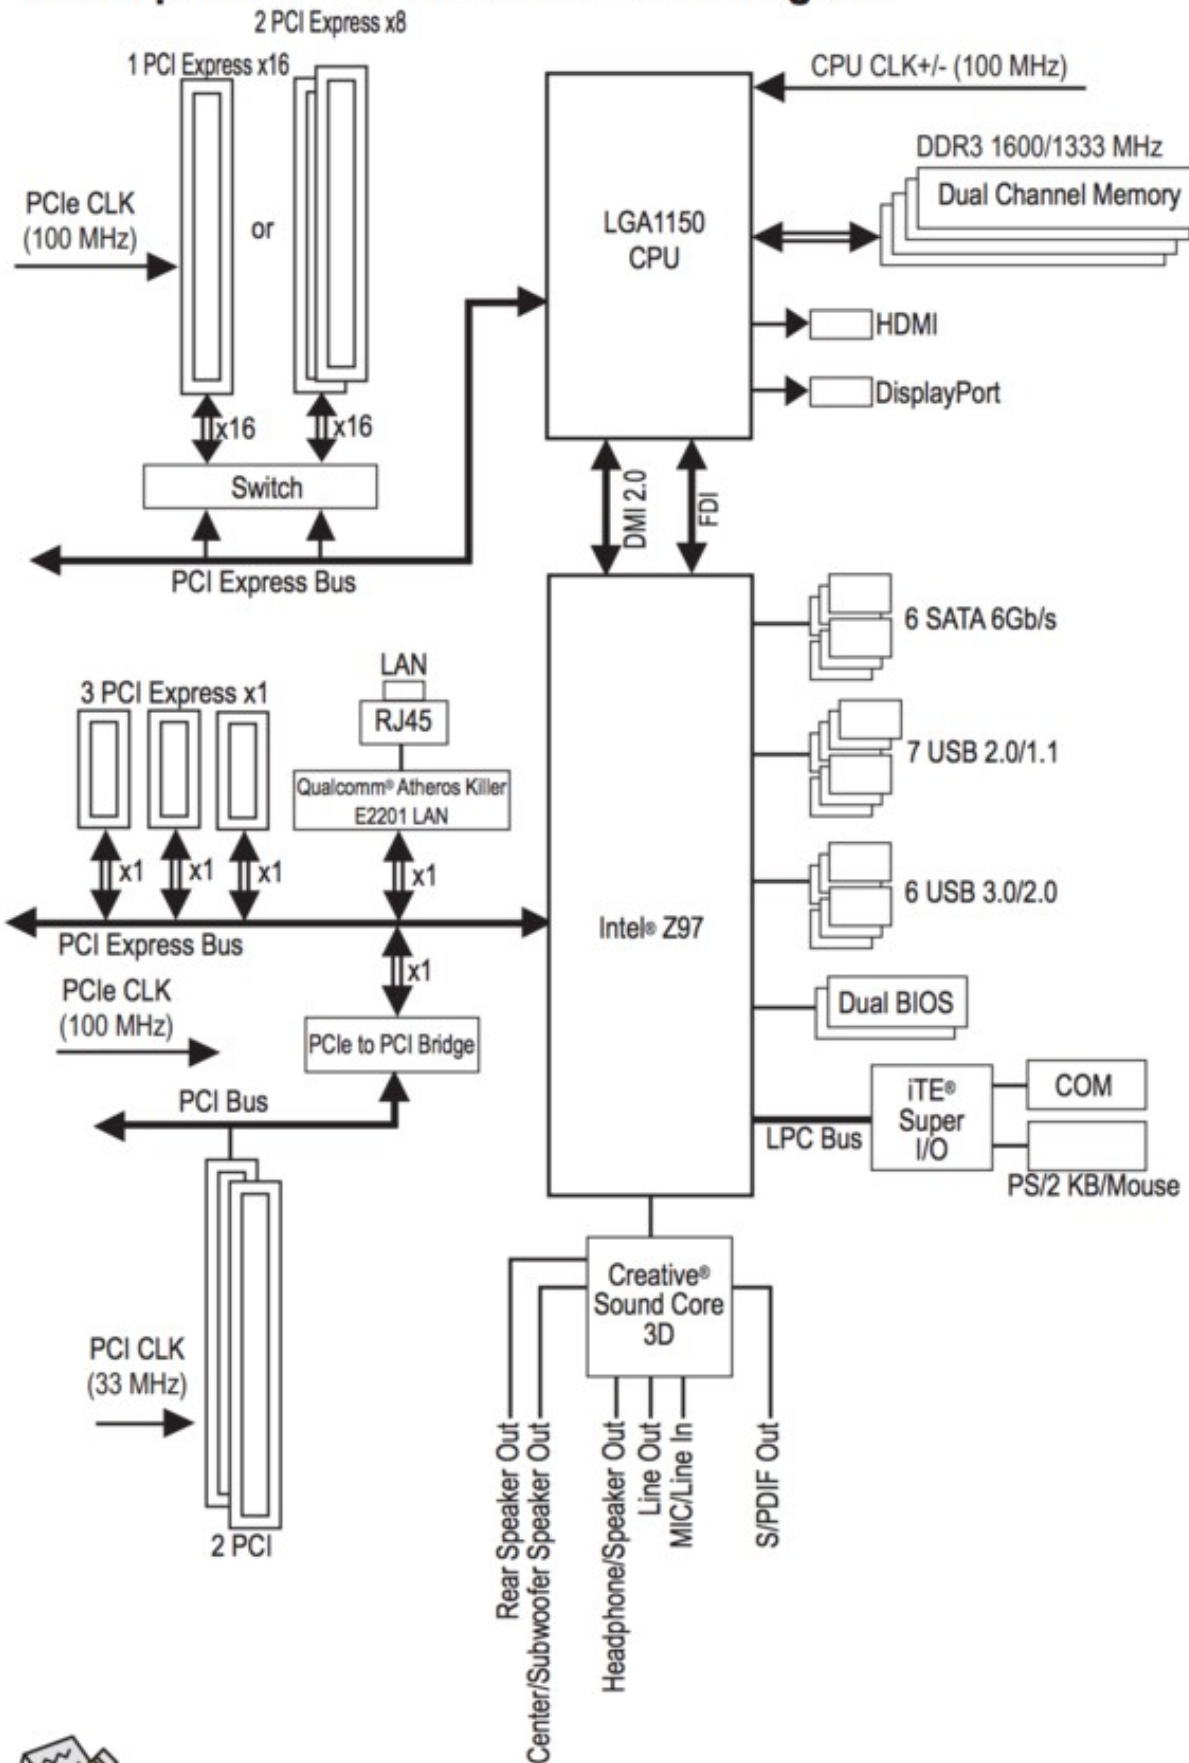 2 PCI Express x8
1 PCI Express x16
CPU CLK+/- (100 MHz)
DDR3 1600/1333 MHz
Dual Channel Memory
PCIe CLK
(100 MHz)
or
LGA1150
CPU
HDMI
DisplayPort
x16
x16
Switch
DMI 2.0
FDI
PCI Express Bus
6 SATA 6Gb/s
LAN
RJ45
3 PCI Express x1
7 USB 2.0/1.1
Qualcomm® Atheros Killer
E2201 LAN
x1
x1
x1
x1
6 USB 3.0/2.0
Intel® Z97
PCI Express Bus
x1
PCIe CLK
(100 MHz)
Dual BIOS
PCIe to PCI Bridge
PCI Bus
iTE®
Super
I/O
COM
LPC Bus
PS/2 KB/Mouse
Creative®
Sound Core
3D
PCI CLK
(33 MHz)
2 PCI
Rear Speaker Out
Center/Subwoofer Speaker Out
Headphone/Speaker Out
Line Out
MIC/Line In
S/PDIF Out